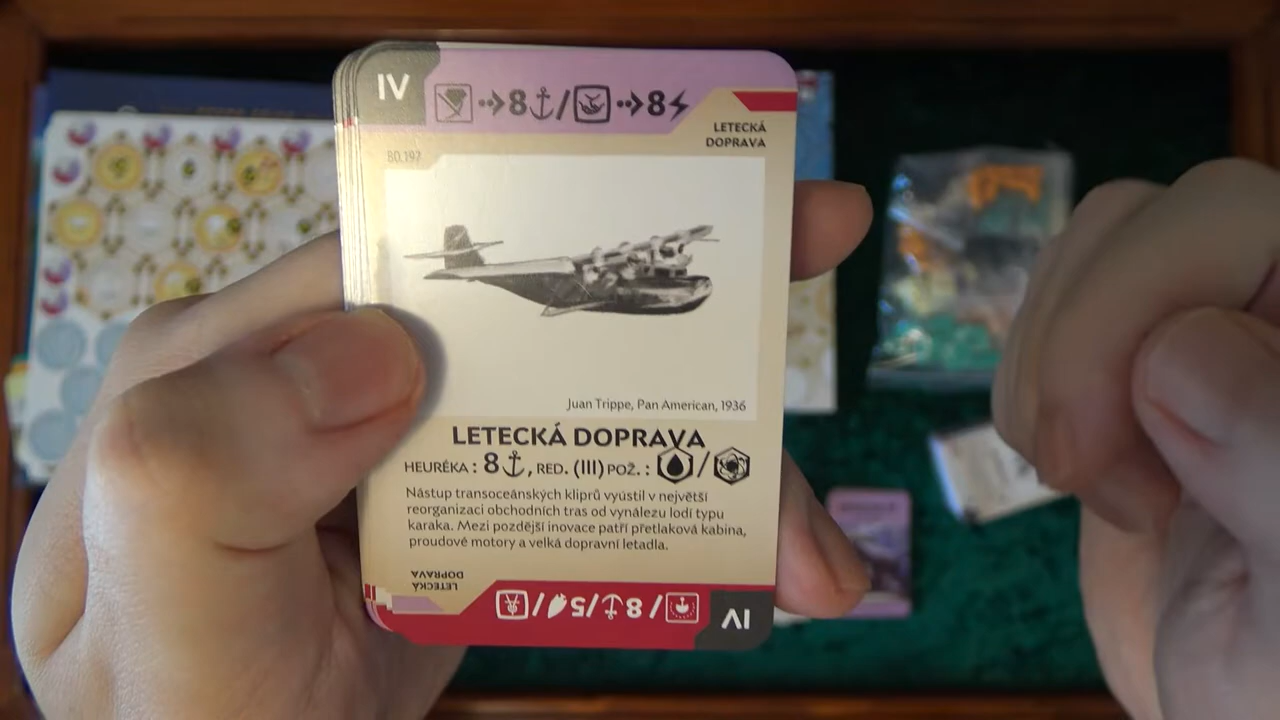 IV
8 / 8
LETECKÁ
DOPRAVA
BD.197
Juan Trippe, Pan American, 1936
LETECKÁ DOPRAVA
HEURÉKA : 8 , RED. (III) POŽ. : /
Nástup transoceánských kliprů vyústil v největší
reorganizaci obchodních tras od vynálezu lodí typu
karaka. Mezi pozdější inovace patří přetlaková kabina,
proudové motory a velká dopravní letadla.
LETECKÁ
DOPRAVA
IV
/ 8 / 5 /